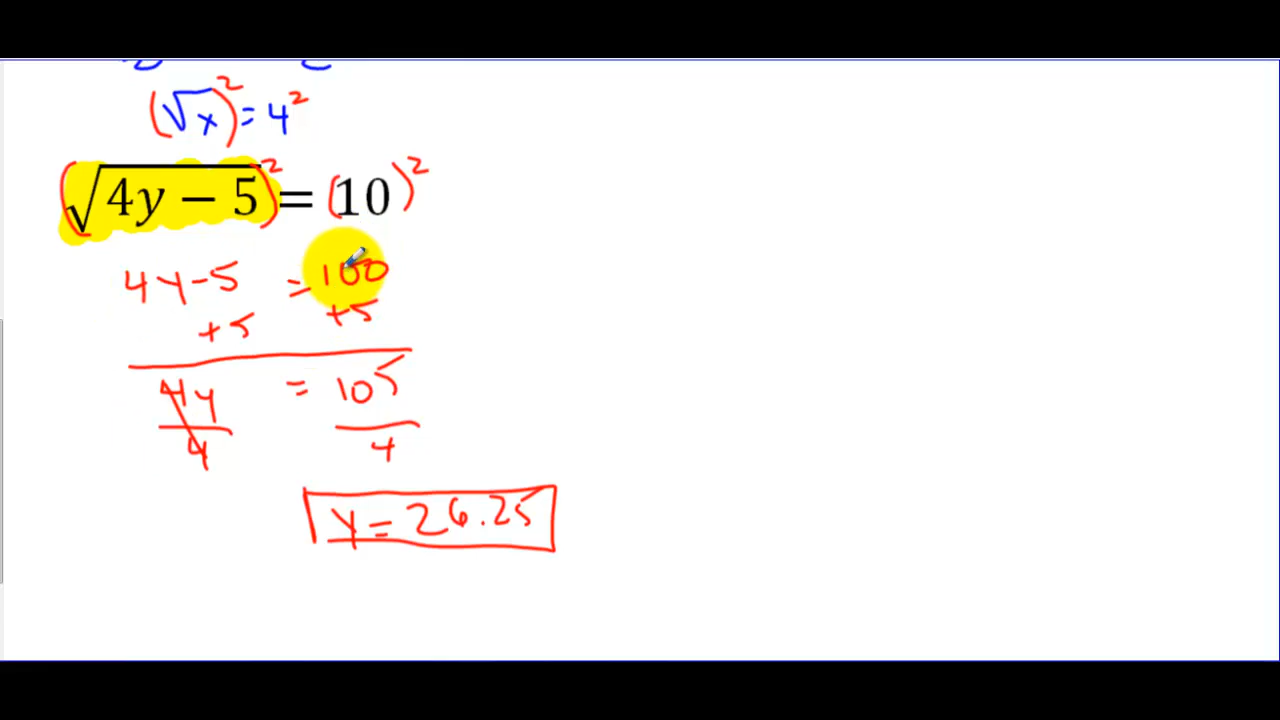 (√x)² = 4²
(√4y − 5)² = (10)²
4y-5 = 100
+5 +5
4y = 105
4 4
y = 26.25